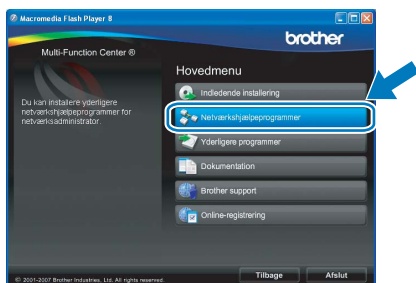 Macromedia Flash Player 8
brother
Multi-Function Center ®
Hovedmenu
Du kan installere yderligere
netværkshjælpeprogrammer for
netværksadministrator.
Indledende installering
Netværkshjælpeprogrammer
Yderligere programmer
Dokumentation
Brother support
Online-registrering
© 2001-2007 Brother Industries, Ltd. All rights reserved.
Tilbage
Afslut